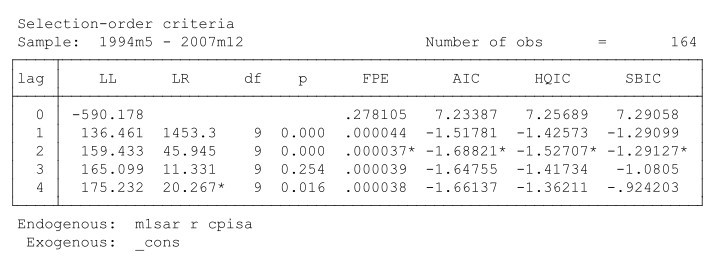 Selection-order criteria
Sample: 1994m5 - 2007m12 Number of obs = 164
lag LL LR df p FPE AIC HQIC SBIC
0 -590.178 .278105 7.23387 7.25689 7.29058
1 136.461 1453.3 9 0.000 .000044 -1.51781 -1.42573 -1.29099
2 159.433 45.945 9 0.000 .000037* -1.68821* -1.52707* -1.29127*
3 165.099 11.331 9 0.254 .000039 -1.64755 -1.41734 -1.0805
4 175.232 20.267* 9 0.016 .000038 -1.66137 -1.36211 -.924203
Endogenous: m1sar r cpisa
Exogenous: _cons